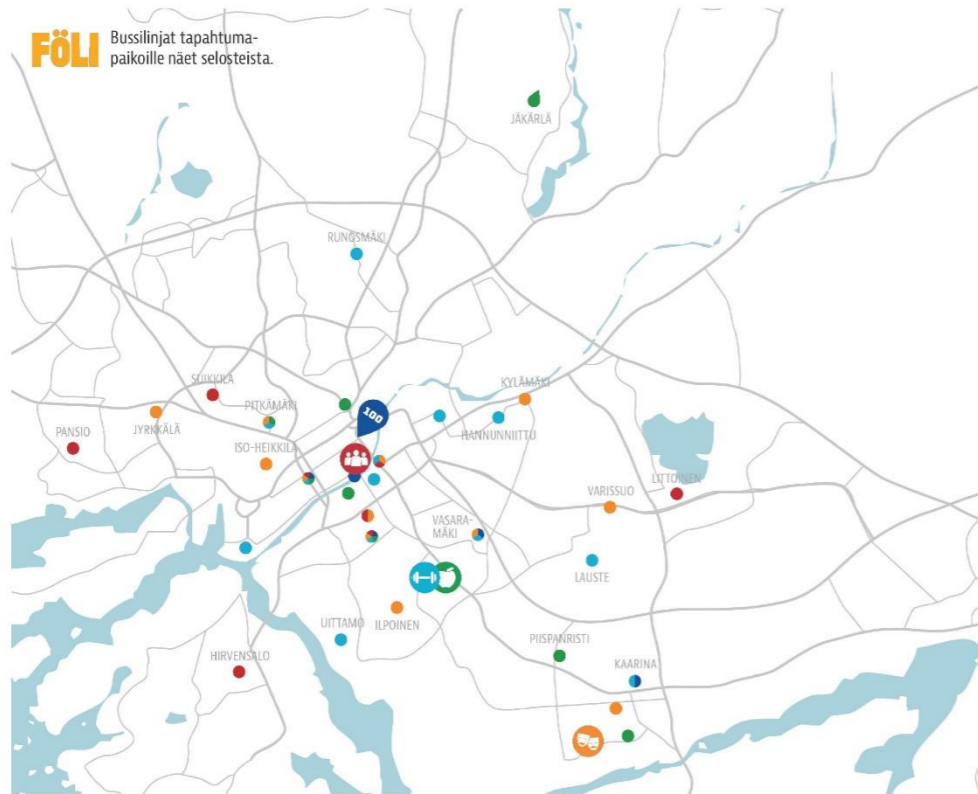 FÖLI
Bussilinjat tapahtuma-
paikoille näet selosteista.
JÄKÄRLÄ
RUNOSMÄKI
SUIKKILA
PITKÄMÄKI
KYLÄMÄKI
100
PANSIO
JYRKKÄLÄ
HANNUNNIITTU
ISO-HEIKKILÄ
LITTOINEN
VARISSUO
VASARA-
MÄKI
LAUSTE
UITTAMO
ILPOINEN
PIISPANRISTI
HIRVENSALO
KAARINA